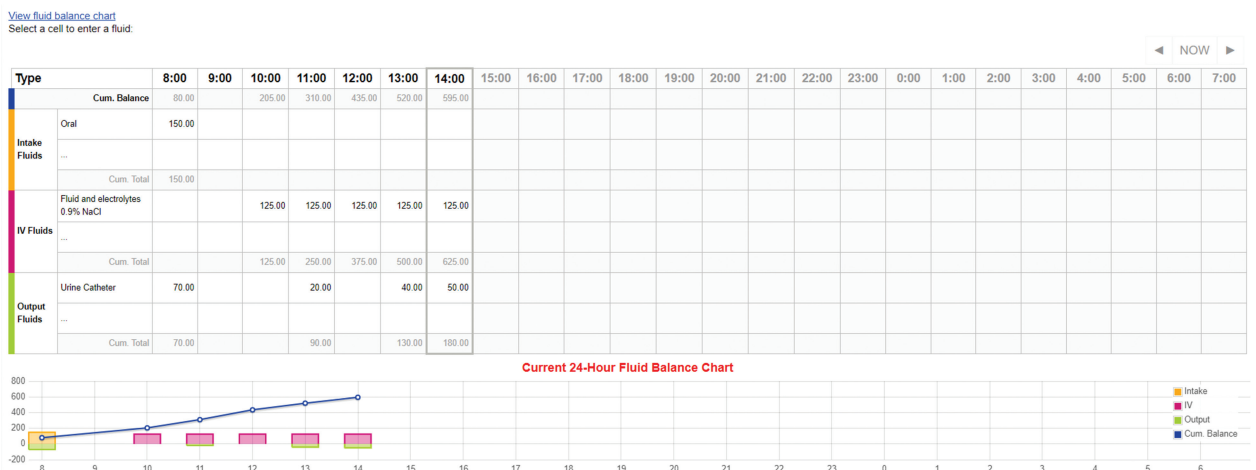 View fluid balance chart
Select a cell to enter a fluid:
◄ NOW ►
Type 8:00 9:00 10:00 11:00 12:00 13:00 14:00 15:00 16:00 17:00 18:00 19:00 20:00 21:00 22:00 23:00 0:00 1:00 2:00 3:00 4:00 5:00 6:00 7:00
Cum. Balance 80.00 205.00 310.00 435.00 520.00 595.00
Intake
Fluids
Oral 150.00
...
Cum. Total 150.00
IV Fluids
Fluid and electrolytes
0.9% NaCl 125.00 125.00 125.00 125.00 125.00
...
Cum. Total 125.00 250.00 375.00 500.00 625.00
Output
Fluids
Urine Catheter 70.00 20.00 40.00 50.00
...
Cum. Total 70.00 90.00 130.00 180.00
Current 24-Hour Fluid Balance Chart
800
600
400
200
0
-200
8 9 10 11 12 13 14 15 16 17 18 19 20 21 22 23 0 1 2 3 4 5 6
Intake
IV
Output
Cum. Balance